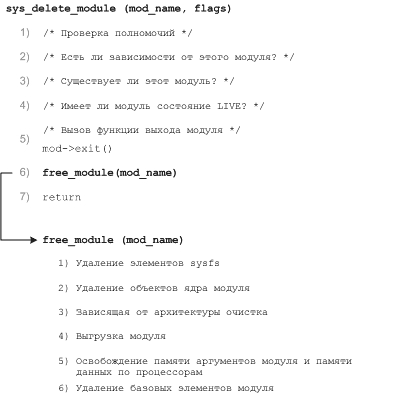 sys_delete_module (mod_name, flags)
1) /* Проверка полномочий */
2) /* Есть ли зависимости от этого модуля? */
3) /* Существует ли этот модуль? */
4) /* Имеет ли модуль состояние LIVE? */
/* Вызов функции выхода модуля */
5) mod->exit()
6) free_module(mod_name)
7) return
free_module (mod_name)
1) Удаление элементов sysfs
2) Удаление объектов ядра модуля
3) Зависящая от архитектуры очистка
4) Выгрузка модуля
5) Освобождение памяти аргументов модуля и памяти
данных по процессорам
6) Удаление базовых элементов модуля